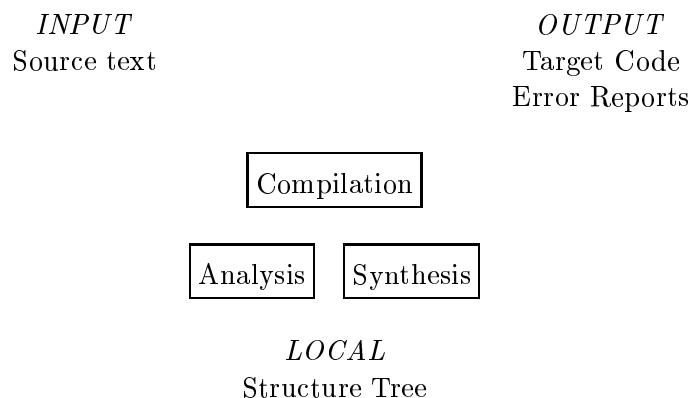 INPUT
Source text
OUTPUT
Target Code
Error Reports
Compilation
Analysis
Synthesis
LOCAL
Structure Tree